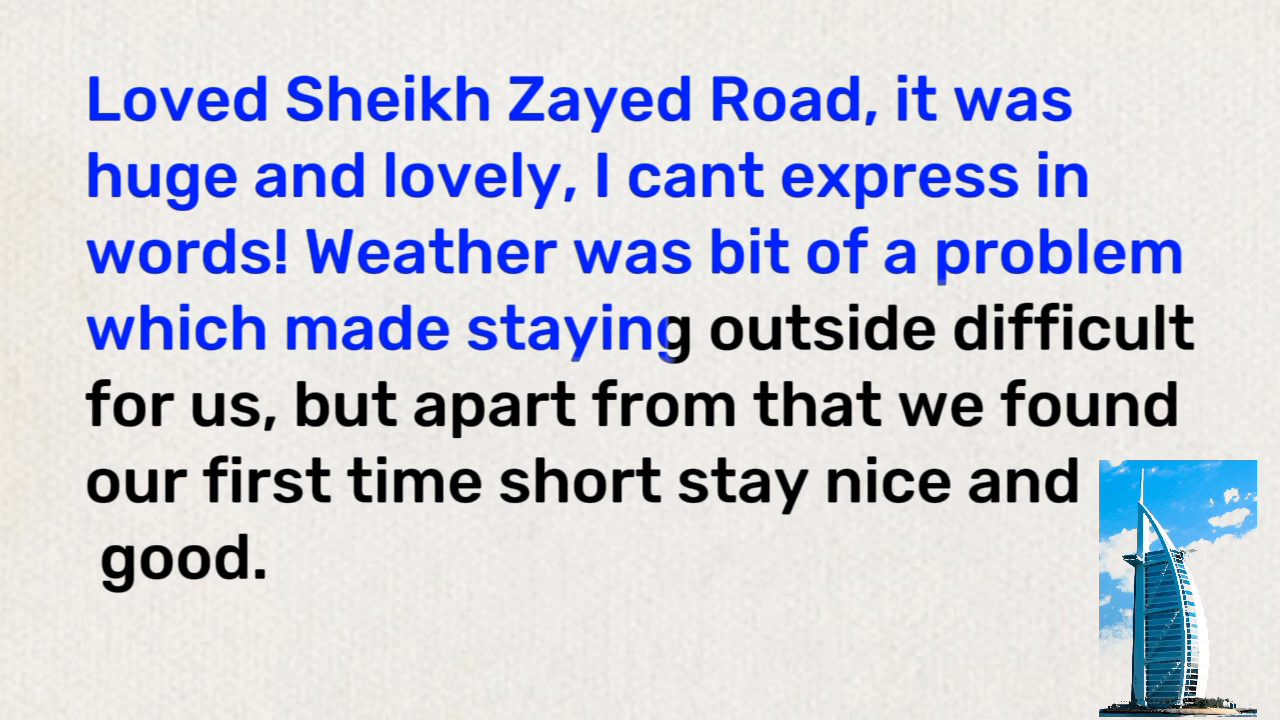 Loved Sheikh Zayed Road, it was
huge and lovely, I cant express in
words! Weather was bit of a problem
which made staying outside difficult
for us, but apart from that we found
our first time short stay nice and
good.